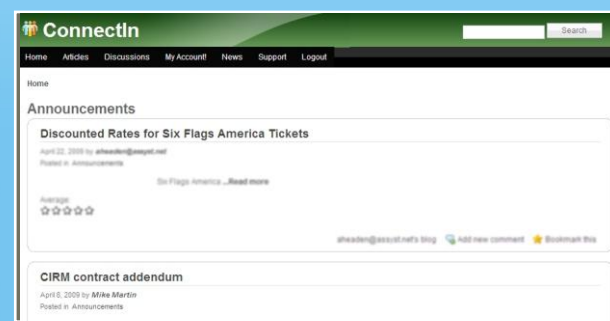 ConnectIn
Search
Home Articles Discussions My Account! News Support Logout
Home
Announcements
Discounted Rates for Six Flags America Tickets
April 22, 2009 by aheaden@assyst.net
Posted in Announcements
Six Flags America ...Read more
Average:
aheaden@assyst.net's blog Add new comment Bookmark this
CIRM contract addendum
April 8, 2009 by Mike Martin
Posted in Announcements